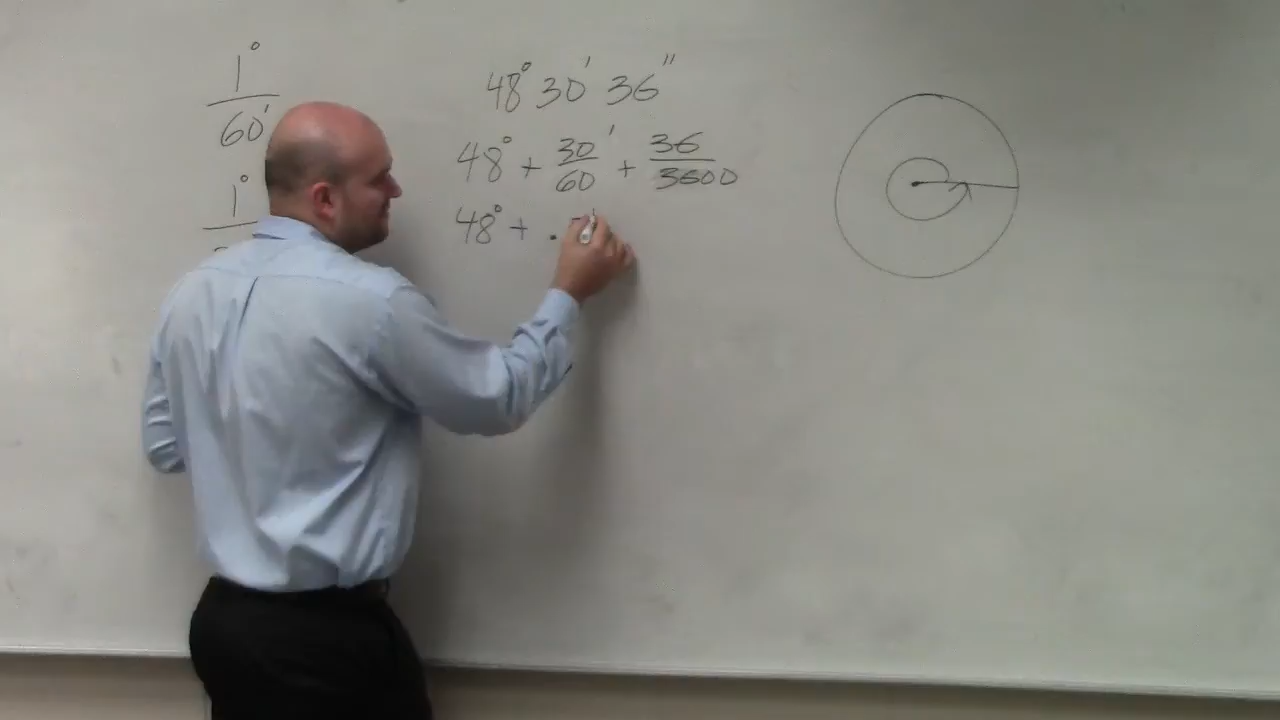 1°
60'
1°
48° 30' 36"
48° + 30/60' + 36/3600
48° + .